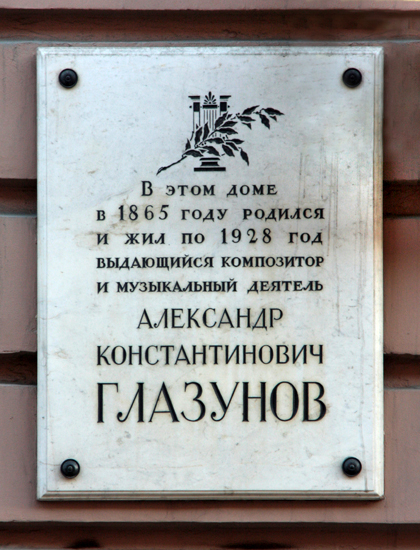 В этом доме
в 1865 году родился
и жил по 1928 год
выдающийся композитор
и музыкальный деятель
АЛЕКСАНДР
КОНСТАНТИНОВИЧ
ГЛАЗУНОВ